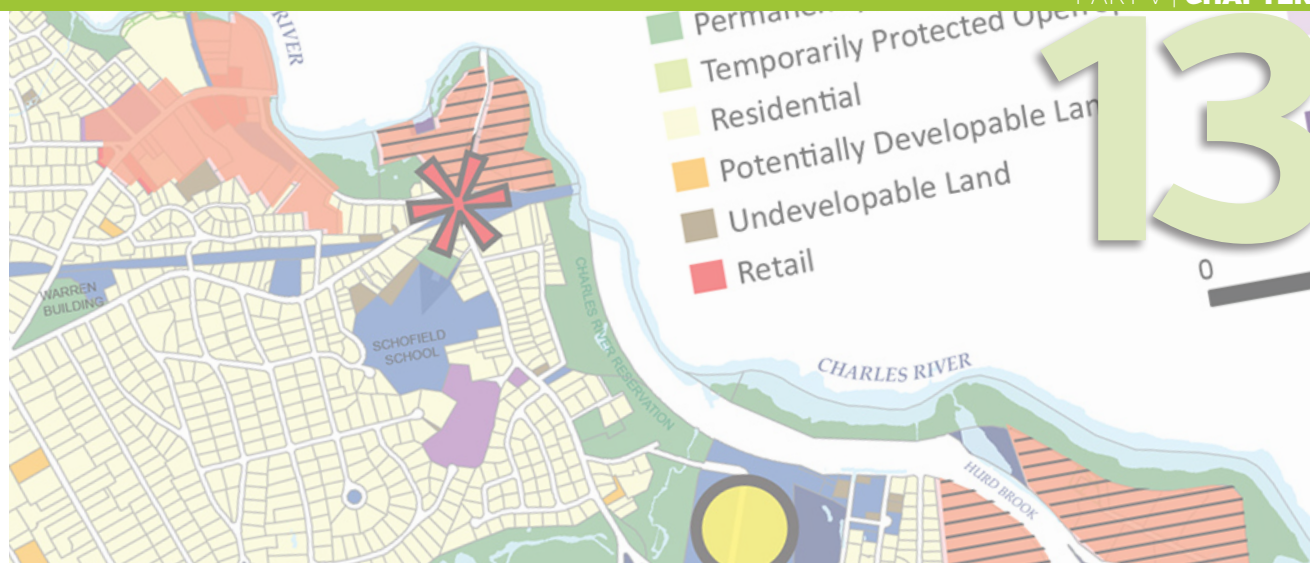 PART V | CHAPTER
13
RIVER
Temporarily Protected Open
Residential
Potentially Developable
Undevelopable Land
Retail
0
WARREN
BUILDING
SCHOFIELD
SCHOOL
CHARLES RIVER RESERVATION
CHARLES RIVER
HURD BROOK